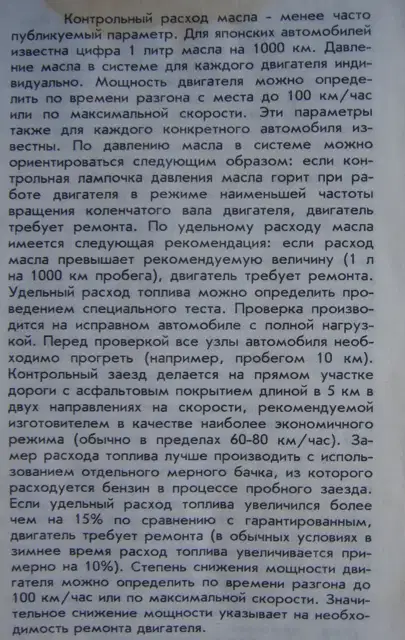 Контрольный расход масла - менее часто
публикуемый параметр. Для японских автомобилей
известна цифра 1 литр масла на 1000 км. Давле-
ние масла в системе для каждого двигателя инди-
видуально. Мощность двигателя можно опреде-
лить по времени разгона с места до 100 км/час
или по максимальной скорости. Эти параметры
также для каждого конкретного автомобиля из-
вестны. По давлению масла в системе можно
ориентироваться следующим образом: если кон-
трольная лампочка давления масла горит при ра-
боте двигателя в режиме наименьшей частоты
вращения коленчатого вала двигателя, двигатель
требует ремонта. По удельному расходу масла
имеется следующая рекомендация: если расход
масла превышает рекомендуемую величину (1 л
на 1000 км пробега), двигатель требует ремонта.
Удельный расход топлива можно определить про-
ведением специального теста. Проверка произво-
дится на исправном автомобиле с полной нагруз-
кой. Перед проверкой все узлы автомобиля необ-
ходимо прогреть (например, пробегом 10 км).
Контрольный заезд делается на прямом участке
дороги с асфальтовым покрытием длиной в 5 км в
двух направлениях на скорости, рекомендуемой
изготовителем в качестве наиболее экономичного
режима (обычно в пределах 60-80 км/час). За-
мер расхода топлива лучше производить с исполь-
зованием отдельного мерного бачка, из которого
расходуется бензин в процессе пробного заезда.
Если удельный расход топлива увеличился более
чем на 15% по сравнению с гарантированным,
двигатель требует ремонта (в обычных условиях в
зимнее время расход топлива увеличивается при-
мерно на 10%). Степень снижения мощности дви-
гателя можно определить по времени разгона до
100 км/час или по максимальной скорости. Значи-
тельное снижение мощности указывает на необхо-
димость ремонта двигателя.